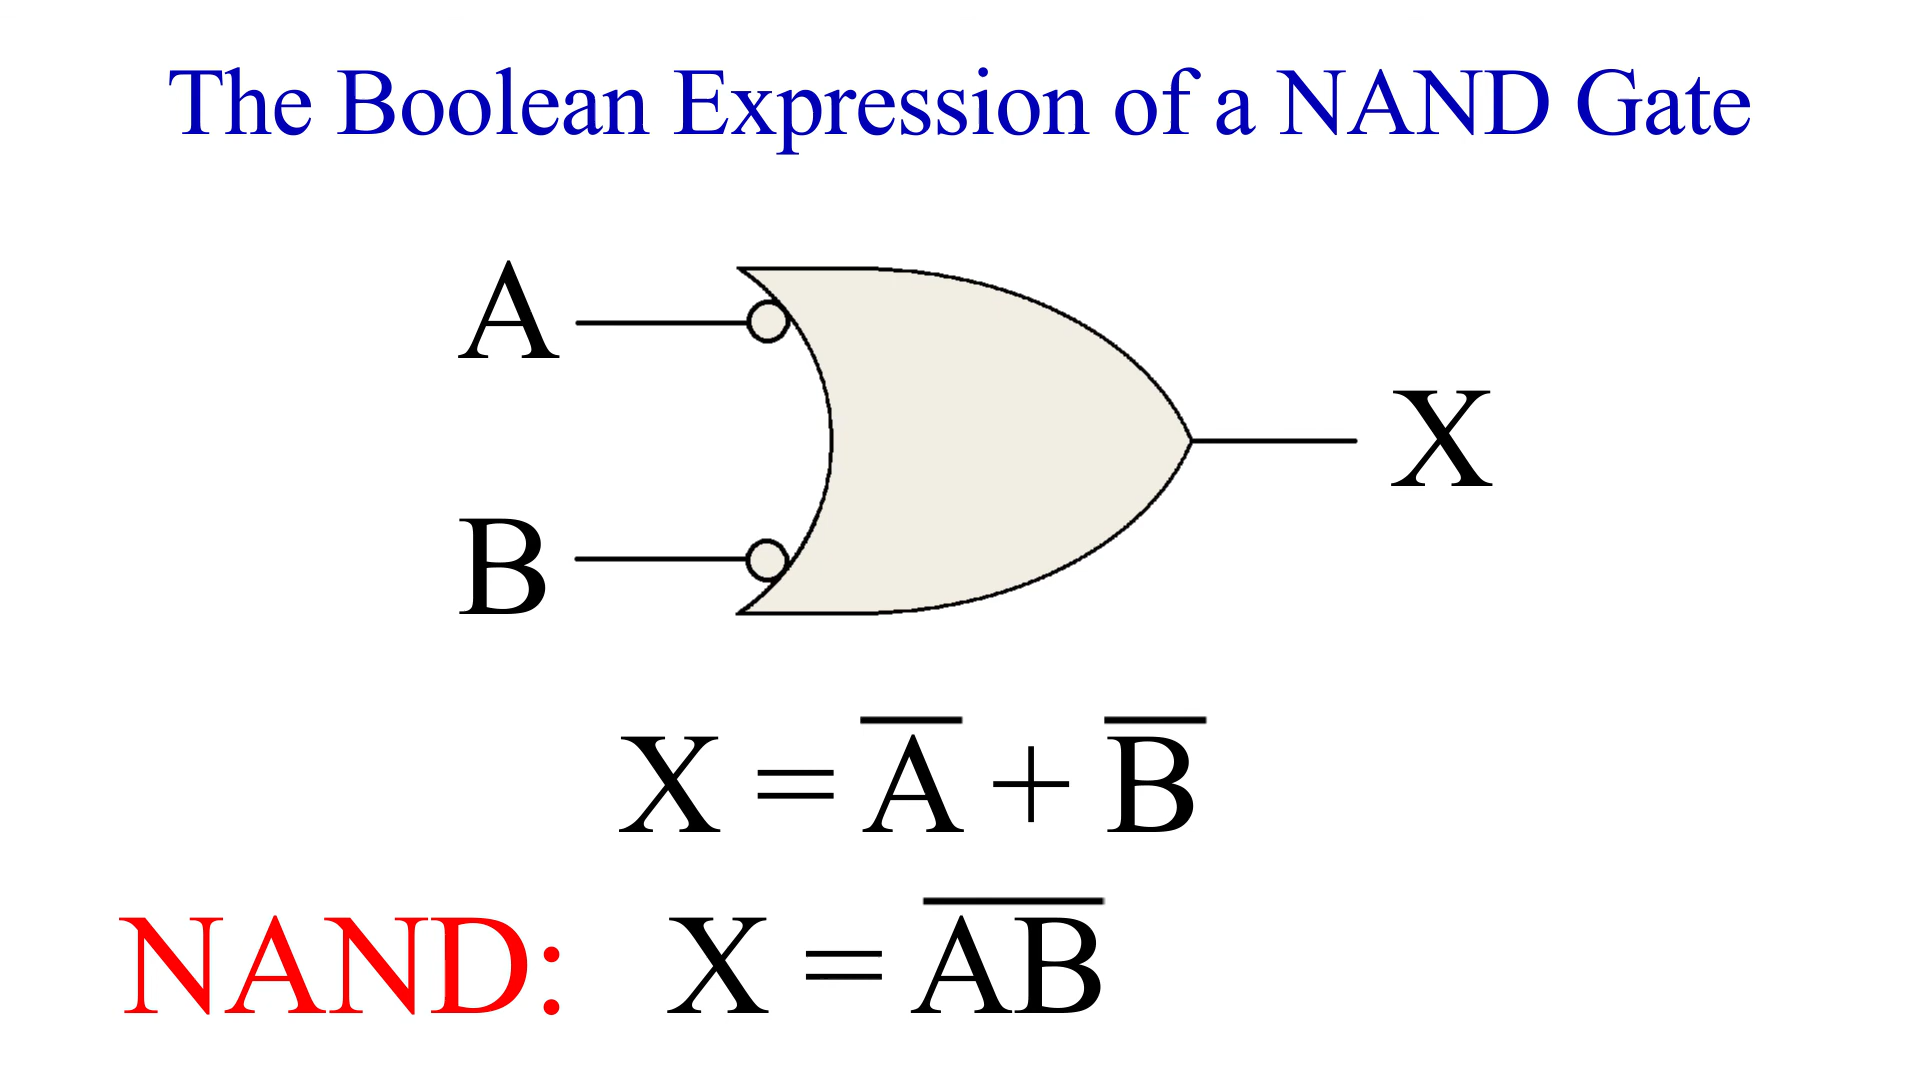 The Boolean Expression of a NAND Gate
A
X
B
X = A̅ + B̅
NAND: X = A̅B̅